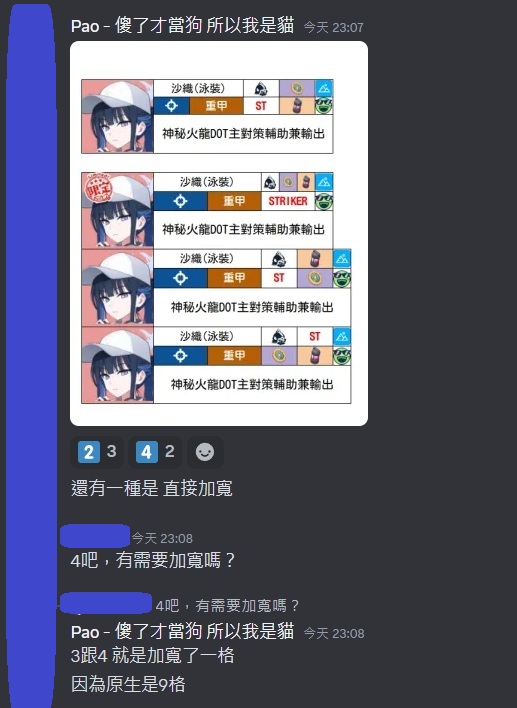 Pao - 傻了才當狗 所以我是貓 今天 23:07
沙織(泳裝)
重甲 ST
神秘火龍DOT主對策輔助兼輸出
限定
沙織(泳裝)
重甲 STRIKER
神秘火龍DOT主對策輔助兼輸出
沙織(泳裝)
重甲 ST
神秘火龍DOT主對策輔助兼輸出
沙織(泳裝) ST
重甲
神秘火龍DOT主對策輔助兼輸出
2 3 4 2
還有一種是 直接加寬
今天 23:08
4吧，有需要加寬嗎？
4吧，有需要加寬嗎？
Pao - 傻了才當狗 所以我是貓 今天 23:08
3跟4 就是加寬了一格
因為原生是9格